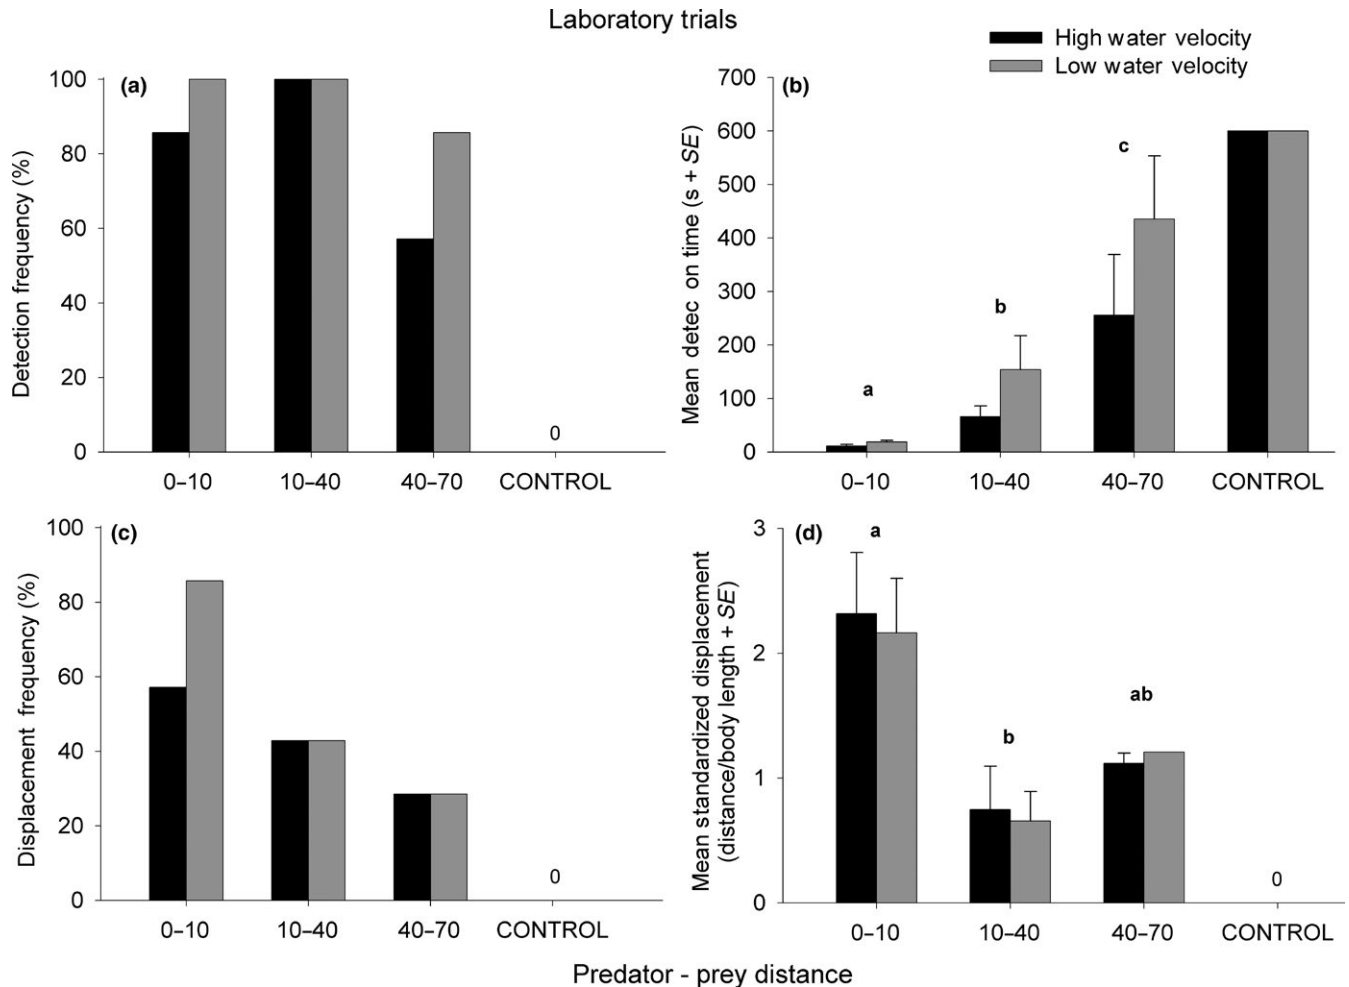 Laboratory trials
High water velocity
Low water velocity
(a)
Detection frequency (%)
100
80
60
40
20
0
0
0–10
10–40
40–70
CONTROL
(b)
Mean detec on time (s + SE)
700
600
500
400
300
200
100
0
a
b
c
0–10
10–40
40–70
CONTROL
(c)
Displacement frequency (%)
100
80
60
40
20
0
0
0–10
10–40
40–70
CONTROL
(d)
Mean standardized displacement
(distance/body length + SE)
3
2
1
0
a
b
ab
0
0–10
10–40
40–70
CONTROL
Predator - prey distance